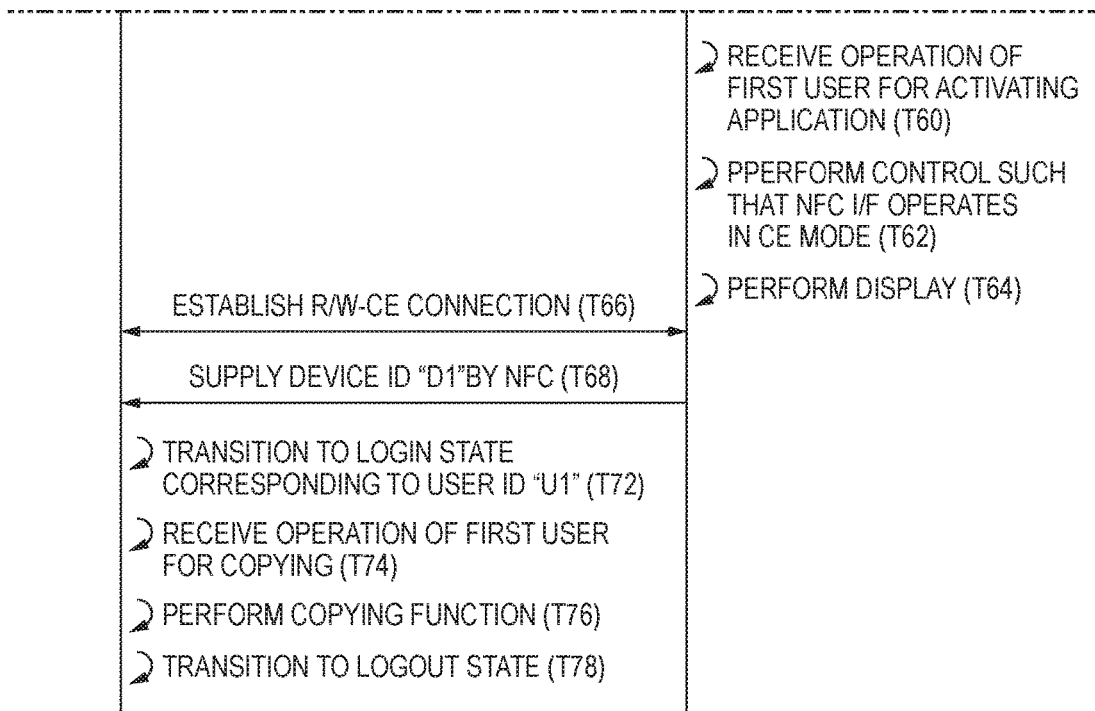 RECEIVE OPERATION OF
FIRST USER FOR ACTIVATING
APPLICATION (T60)
PPERFORM CONTROL SUCH
THAT NFC I/F OPERATES
IN CE MODE (T62)
PERFORM DISPLAY (T64)
ESTABLISH R/W-CE CONNECTION (T66)
SUPPLY DEVICE ID “D1”BY NFC (T68)
TRANSITION TO LOGIN STATE
CORRESPONDING TO USER ID “U1” (T72)
RECEIVE OPERATION OF FIRST USER
FOR COPYING (T74)
PERFORM COPYING FUNCTION (T76)
TRANSITION TO LOGOUT STATE (T78)